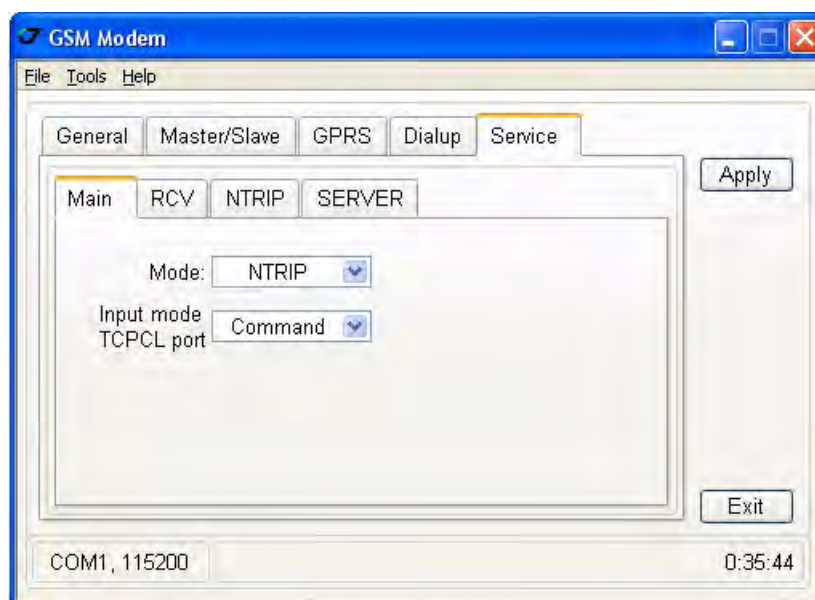 GSM Modem
File Tools Help
General Master/Slave GPRS Dialup Service
Apply
Main RCV NTRIP SERVER
Mode: NTRIP
Input mode
TCPCL port Command
Exit
COM1, 115200 0:35:44